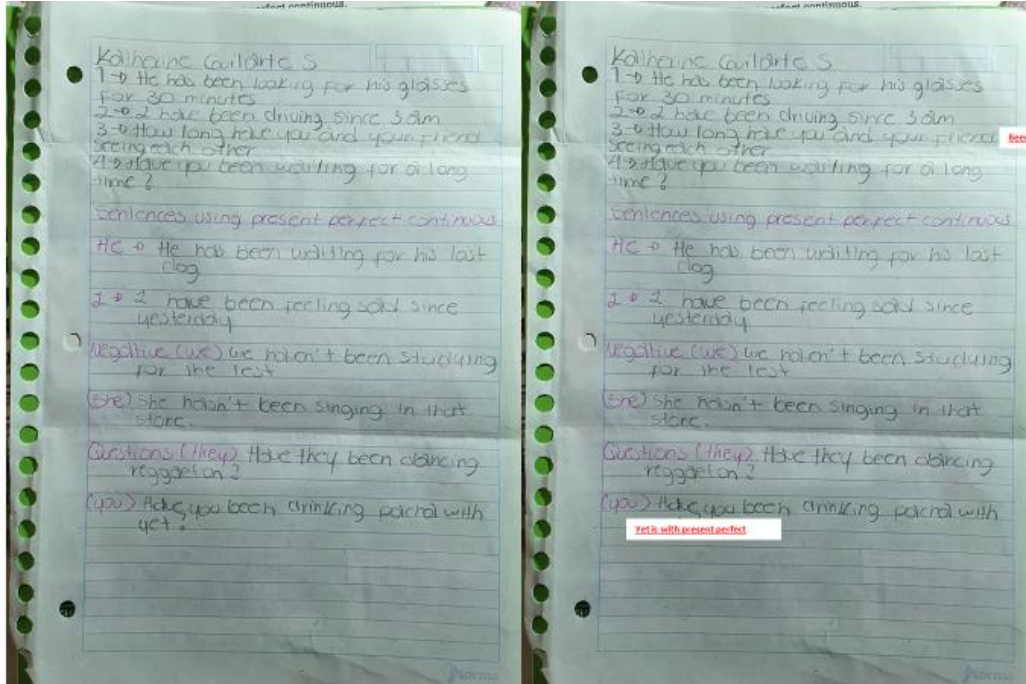 rfect continuous.
Katherine Guilarte S
1→ He has been looking for his glasses
for 30 minutes
2→ I have been driving since 3 am
3→ How long have you and your friend
seeing each other
4→ Have you been waiting for a long
time?
Sentences using present perfect continuous
He → He has been waiting for his lost
dog
I → I have been feeling sad since
yesterday
Negative (we) we haven't been studying
for the test
(she) She hasn't been singing in that
store.
Questions (they) Have they been dancing
reggaeton?
(you) Have you been drinking with
yet?
Norma
rfect continuous.
Katherine Guilarte S
1→ He has been looking for his glasses
for 30 minutes
2→ I have been driving since 3 am
3→ How long have you and your friend
seeing each other
Been
4→ Have you been waiting for a long
time?
Sentences using present perfect continuous
He → He has been waiting for his lost
dog
I → I have been feeling sad since
yesterday
Negative (we) we haven't been studying
for the test
(she) She hasn't been singing in that
store.
Questions (they) Have they been dancing
reggaeton?
(you) Have you been drinking with
Yet is with present perfect
Norma